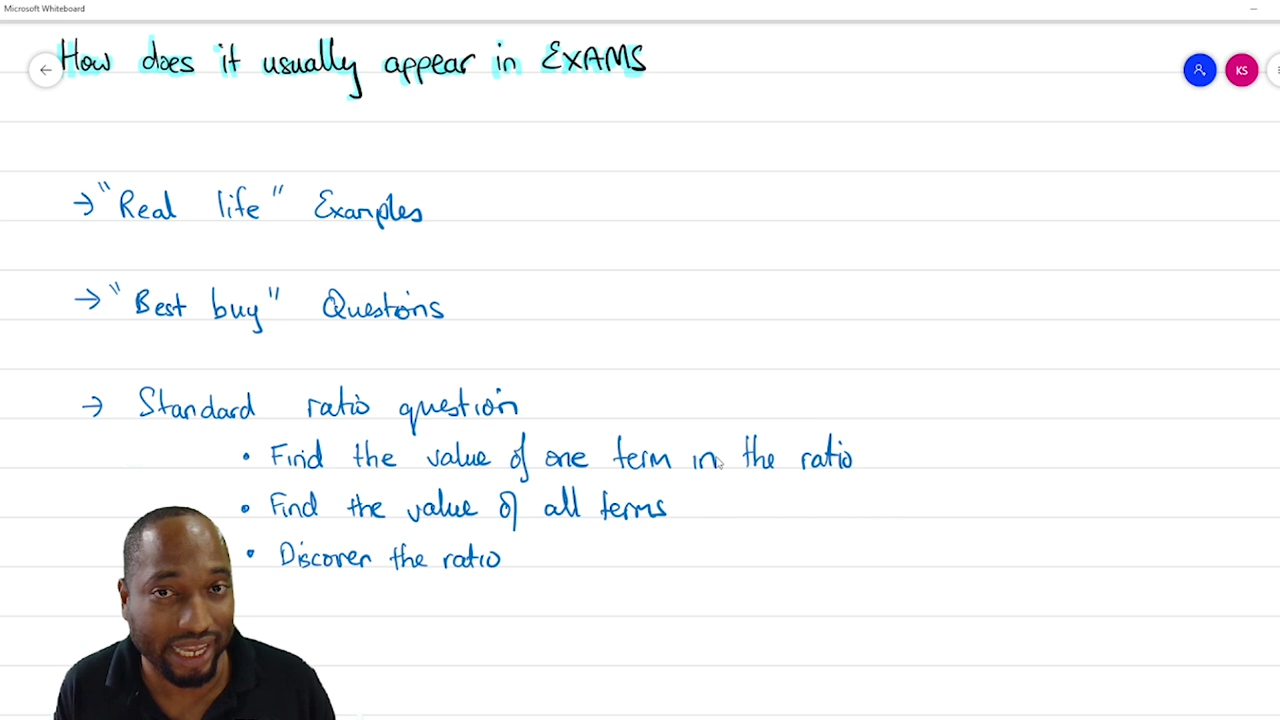 Microsoft Whiteboard
How does it usually appear in EXAMS
KS
→ "Real life" Examples
→ "Best buy" Questions
→ Standard ratio question
• Find the value of one term in the ratio
• Find the value of all terms
• Discover the ratio